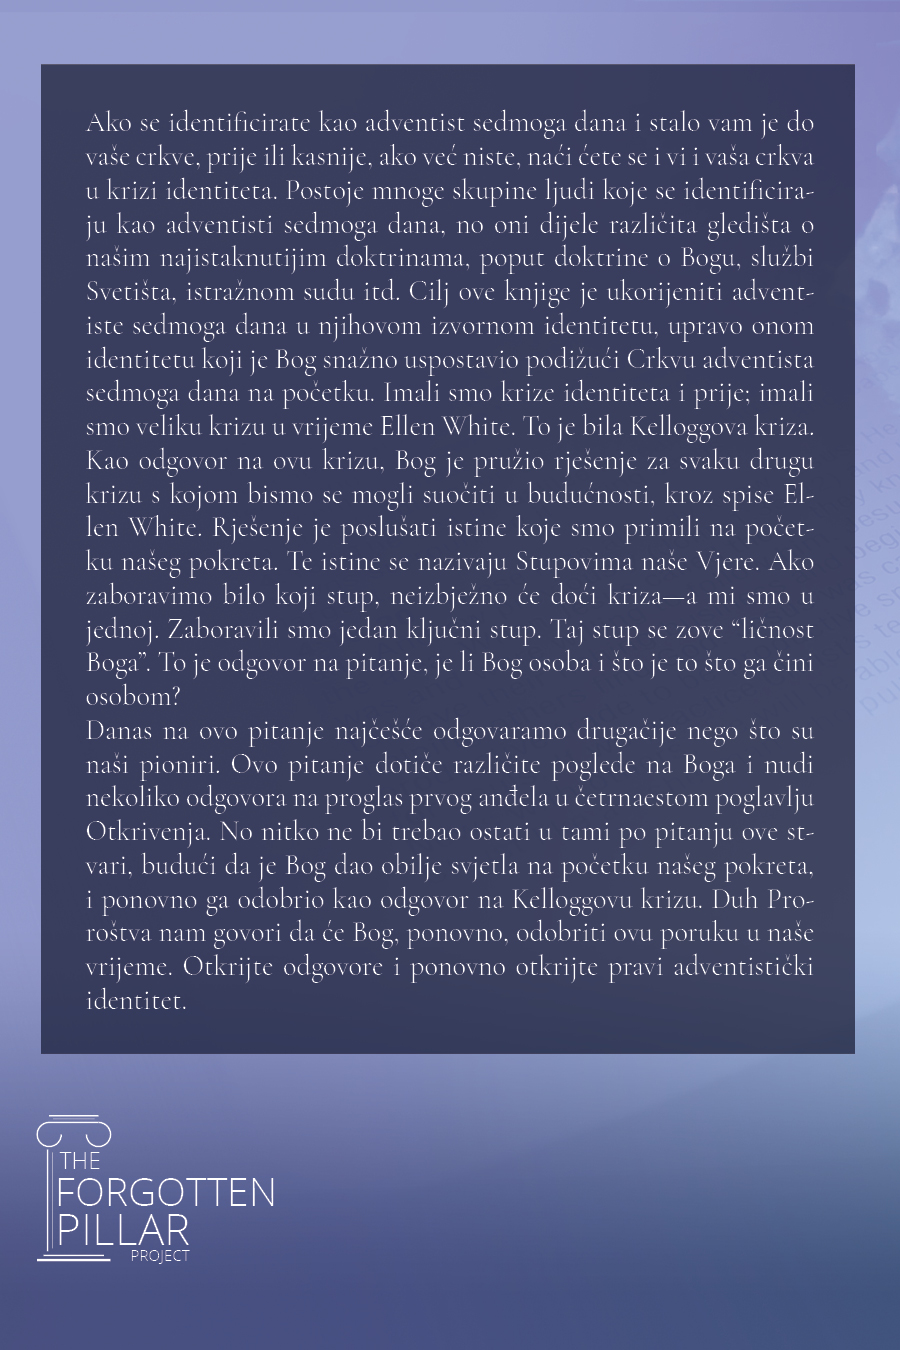 Ako se identificirate kao adventist sedmoga dana i stalo vam je do
vaše crkve, prije ili kasnije, ako već niste, naći ćete se i vi i vaša crkva
u krizi identiteta. Postoje mnoge skupine ljudi koje se identificira-
ju kao adventisti sedmoga dana, no oni dijele različita gledišta o
našim najistaknutijim doktrinama, poput doktrine o Bogu, službi
Svetišta, istražnom sudu itd. Cilj ove knjige je ukorijeniti advent-
iste sedmoga dana u njihovom izvornom identitetu, upravo onom
identitetu koji je Bog snažno uspostavio podižući Crkvu adventista
sedmoga dana na početku. Imali smo krize identiteta i prije; imali
smo veliku krizu u vrijeme Ellen White. To je bila Kelloggova kriza.
Kao odgovor na ovu krizu, Bog je pružio rješenje za svaku drugu
krizu s kojom bismo se mogli suočiti u budućnosti, kroz spise El-
len White. Rješenje je poslušati istine koje smo primili na počet-
ku našeg pokreta. Te istine se nazivaju Stupovima naše Vjere. Ako
zaboravimo bilo koji stup, neizbježno će doći kriza—a mi smo u
jednoj. Zaboravili smo jedan ključni stup. Taj stup se zove “ličnost
Boga”. To je odgovor na pitanje, je li Bog osoba i što je to što ga čini
osobom?
Danas na ovo pitanje najčešće odgovaramo drugačije nego što su
naši pioniri. Ovo pitanje dotiče različite poglede na Boga i nudi
nekoliko odgovora na proglas prvog anđela u četrnaestom poglavlju
Otkrivenja. No nitko ne bi trebao ostati u tami po pitanju ove st-
vari, budući da je Bog dao obilje svjetla na početku našeg pokreta,
i ponovno ga odobrio kao odgovor na Kelloggovu krizu. Duh Pro-
roštva nam govori da će Bog, ponovno, odobriti ovu poruku u naše
vrijeme. Otkrijte odgovore i ponovno otkrijte pravi adventistički
identitet.
THE
FORGOTTEN
PILLAR
PROJECT